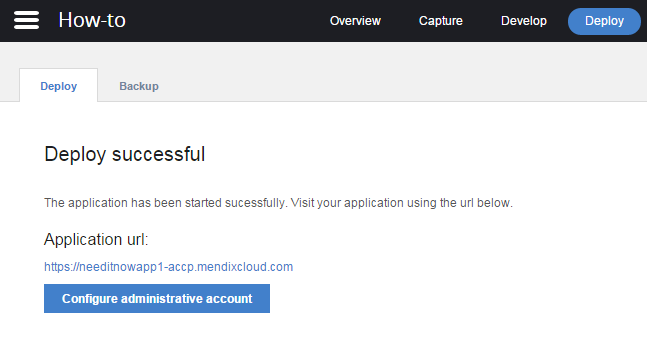 How-to Overview Capture Develop Deploy
Deploy Backup
Deploy successful
The application has been started sucessfully. Visit your application using the url below.
Application url:
https://needitnowapp1-accp.mendixcloud.com
Configure administrative account